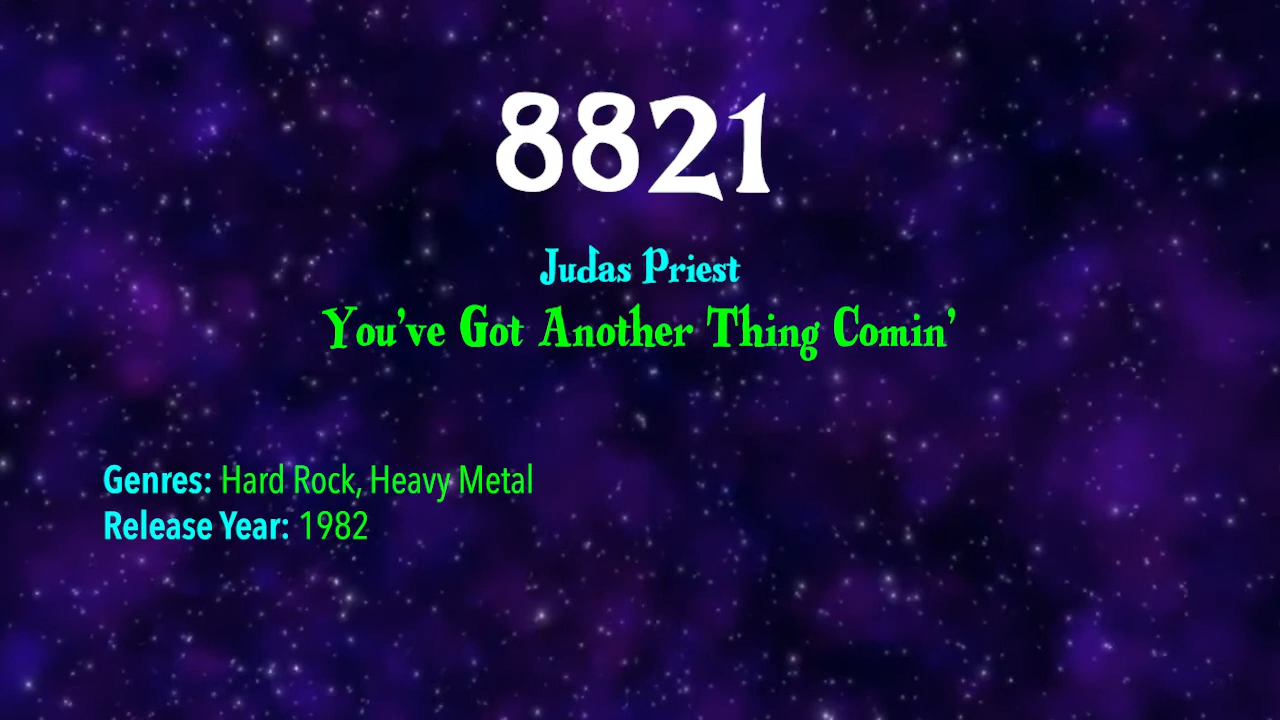 8821
Judas Priest
You've Got Another Thing Comin'
Genres: Hard Rock, Heavy Metal
Release Year: 1982